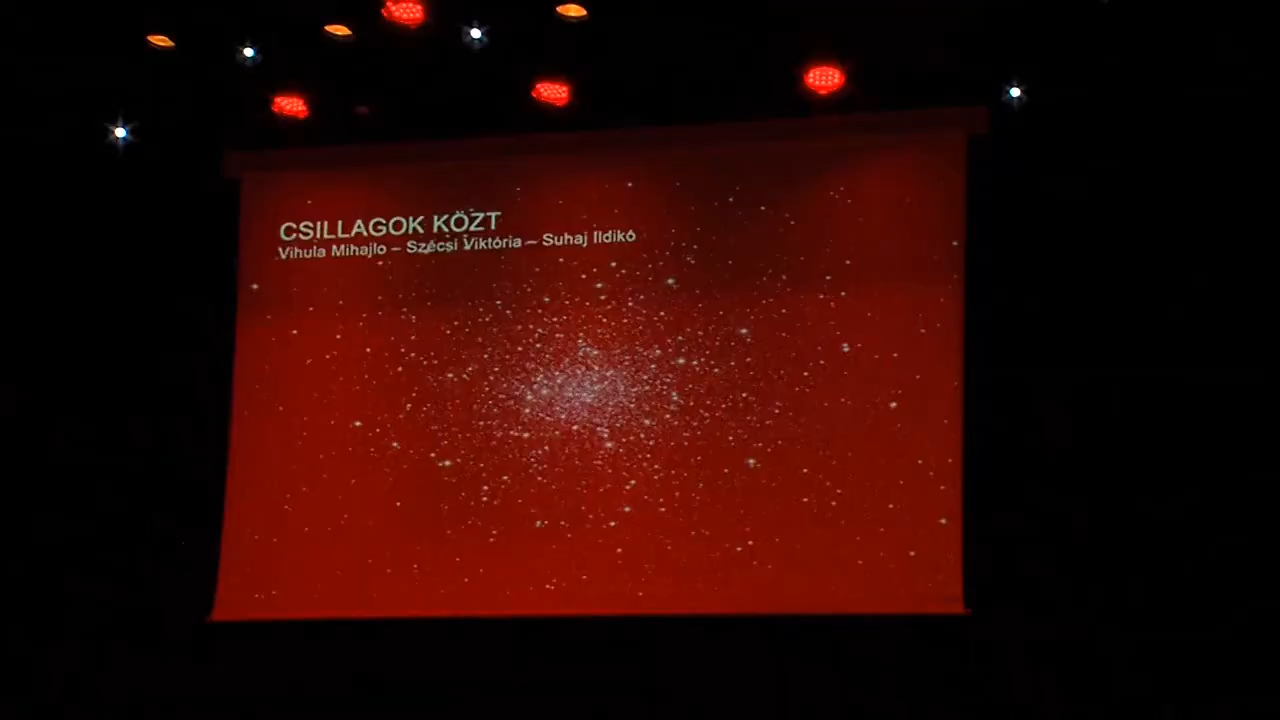 CSILLAGOK KÖZT
Vihula Mihajlo – Szécsi Viktória – Suhaj Ildikó